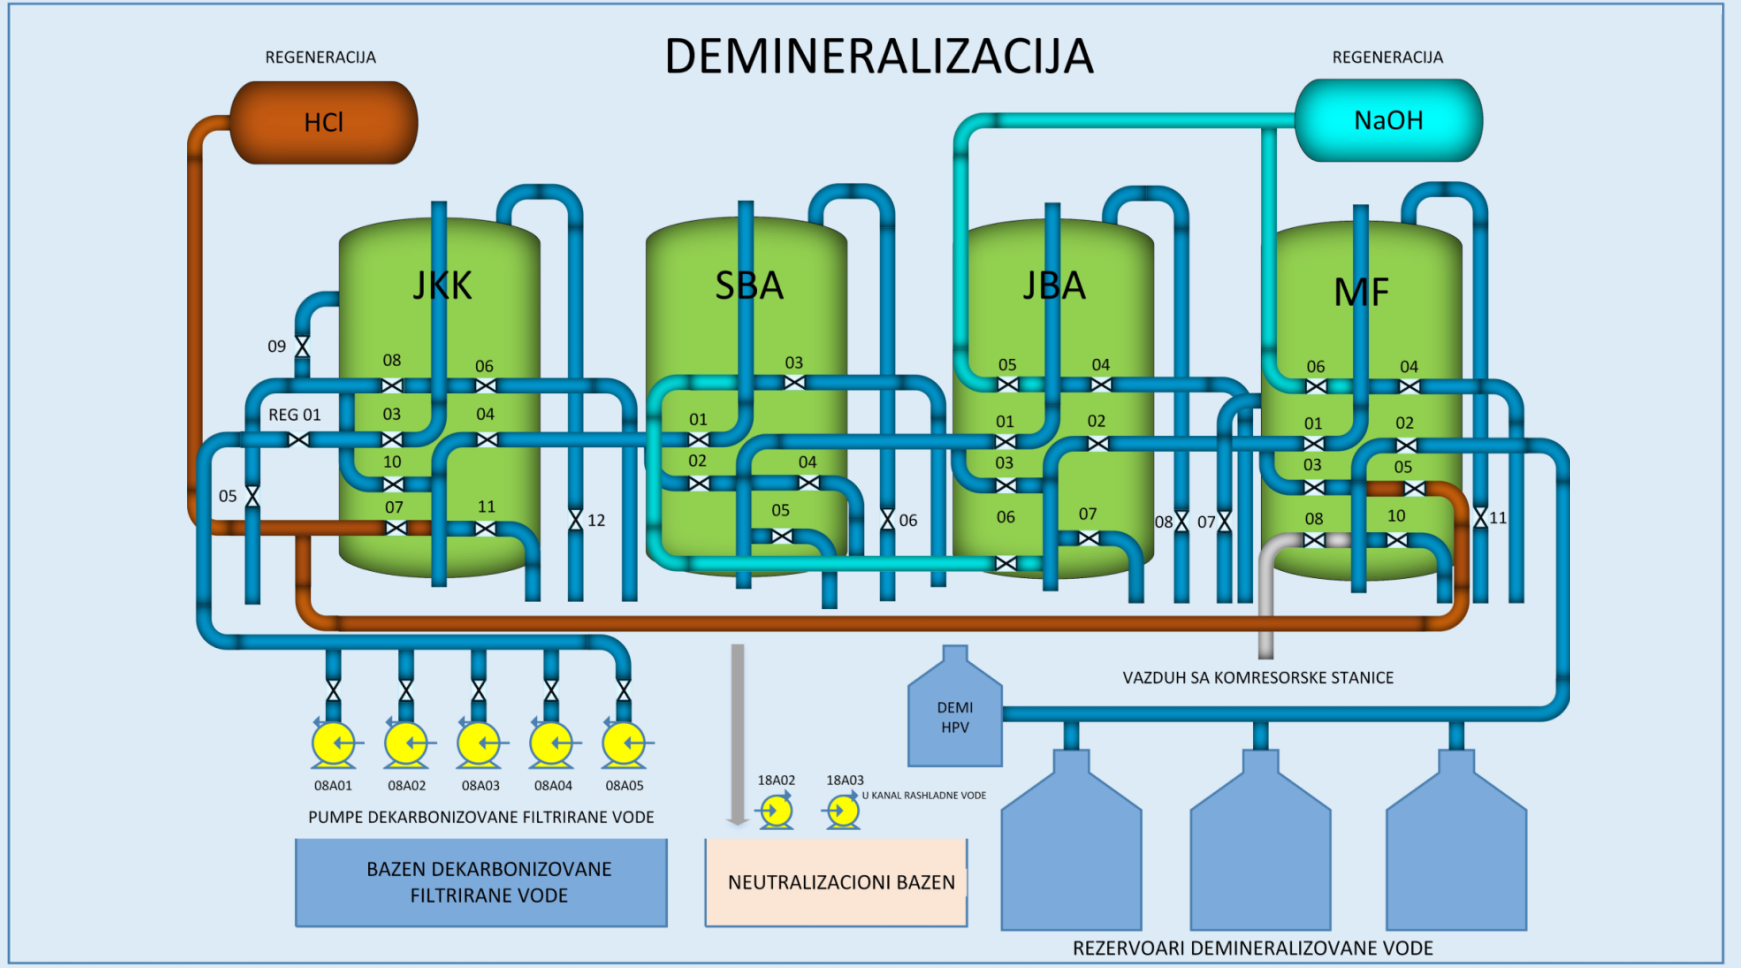 DEMINERALIZACIJA
REGENERACIJA
REGENERACIJA
HCl
NaOH
JKK
SBA
JBA
MF
09
08
06
REG 01
03
04
10
05
07
11
12
03
01
02
04
05
06
05
04
01
02
03
06
07
08
07
06
04
01
02
03
05
08
10
11
VAZDUH SA KOMRESORSKE STANICE
DEMI
HPV
08A01
08A02
08A03
08A04
08A05
18A02
18A03
U KANAL RASHLADNE VODE
PUMPE DEKARBONIZOVANE FILTRIRANE VODE
BAZEN DEKARBONIZOVANE
FILTRIRANE VODE
NEUTRALIZACIONI BAZEN
REZERVOARI DEMINERALIZOVANE VODE